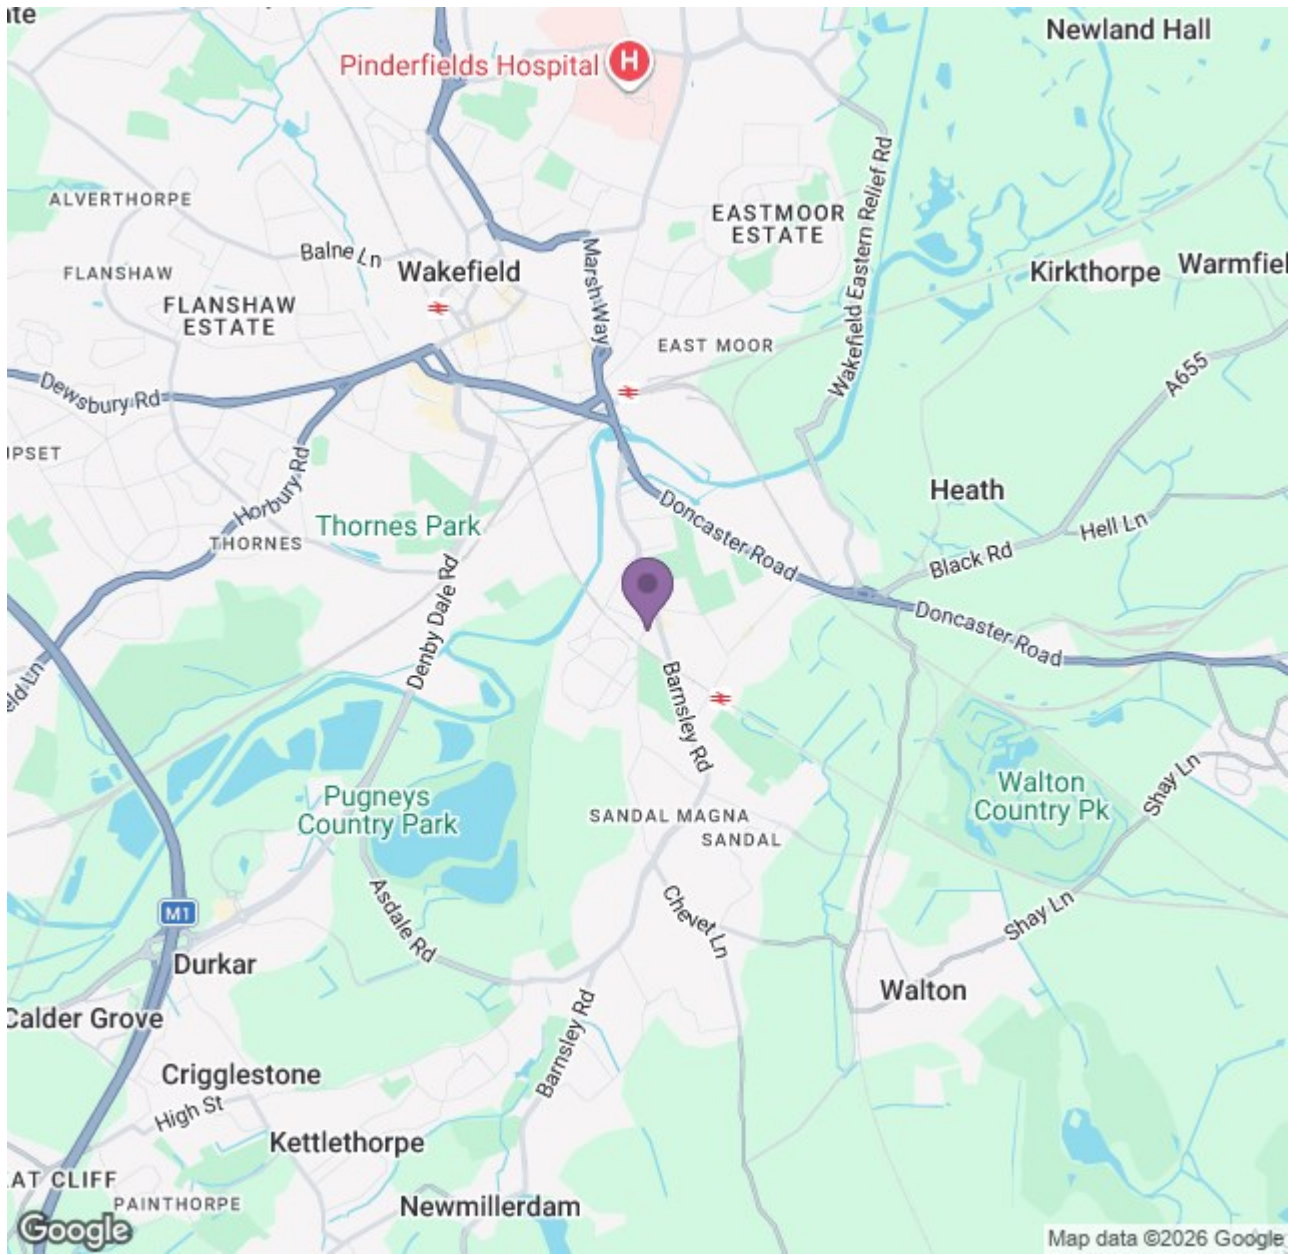 Newland Hall
Pinderfields Hospital
H
ALVERTHORPE
EASTMOOR
ESTATE
Wakefield Eastern Relief Rd
Balne Ln
Marsh Way
FLANSHAW
Wakefield
Kirkthorpe
Warmfiel
FLANSHAW
ESTATE
EAST MOOR
A655
Dewsbury Rd
IPSET
Horbury Rd
Heath
Thornes Park
Doncaster Road
Hell Ln
THORNES
Black Rd
Denby Dale Rd
Doncaster Road
eld Ln
Barnsley Rd
Pugneys
Country Park
Walton
Country Pk
Shay Ln
SANDAL MAGNA
SANDAL
Asdale Rd
Chevet Ln
Shay Ln
M1
Durkar
Walton
Calder Grove
Barnsley Rd
Crigglestone
High St
Kettlethorpe
EAT CLIFF
PAINTHORPE
Newmillerdam
Google
Map data ©2026 Google